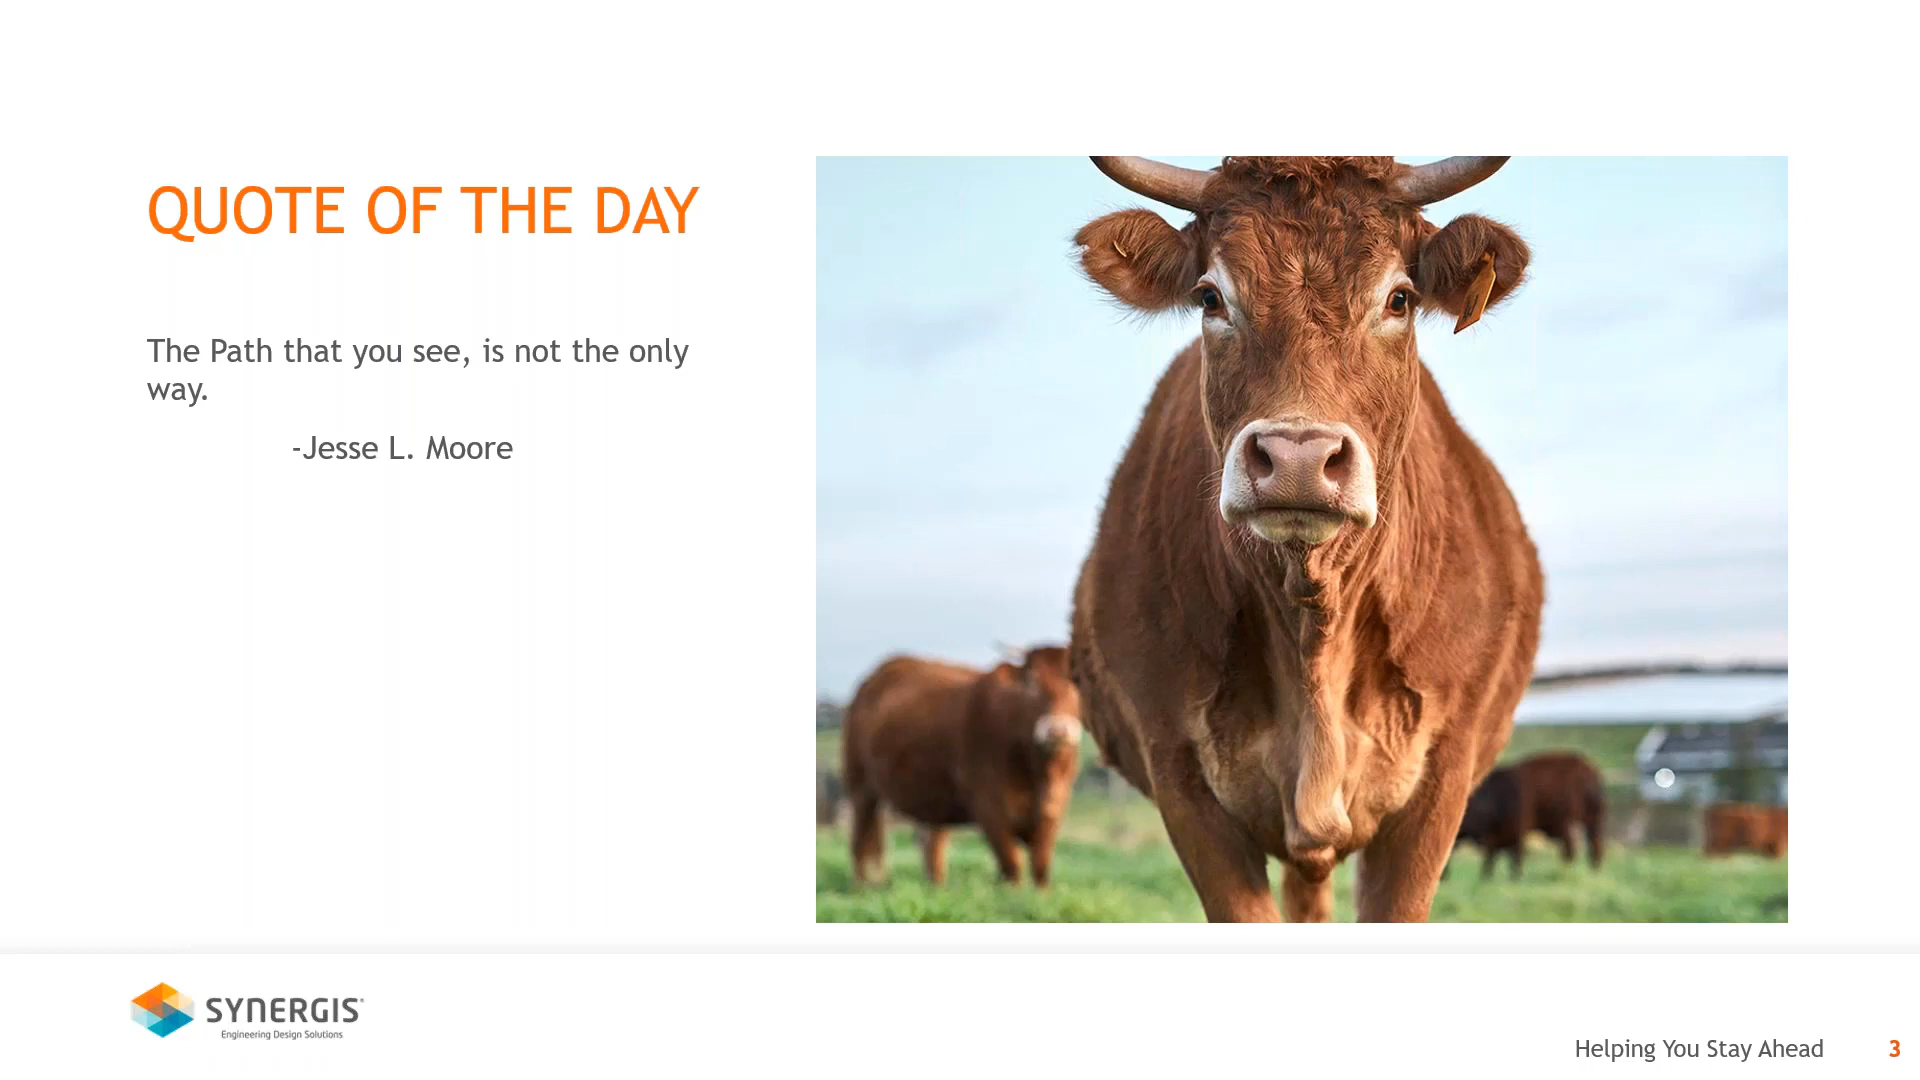 QUOTE OF THE DAY
The Path that you see, is not the only
way.
-Jesse L. Moore
SYNERGIS
Engineering Design Solutions
Helping You Stay Ahead
3